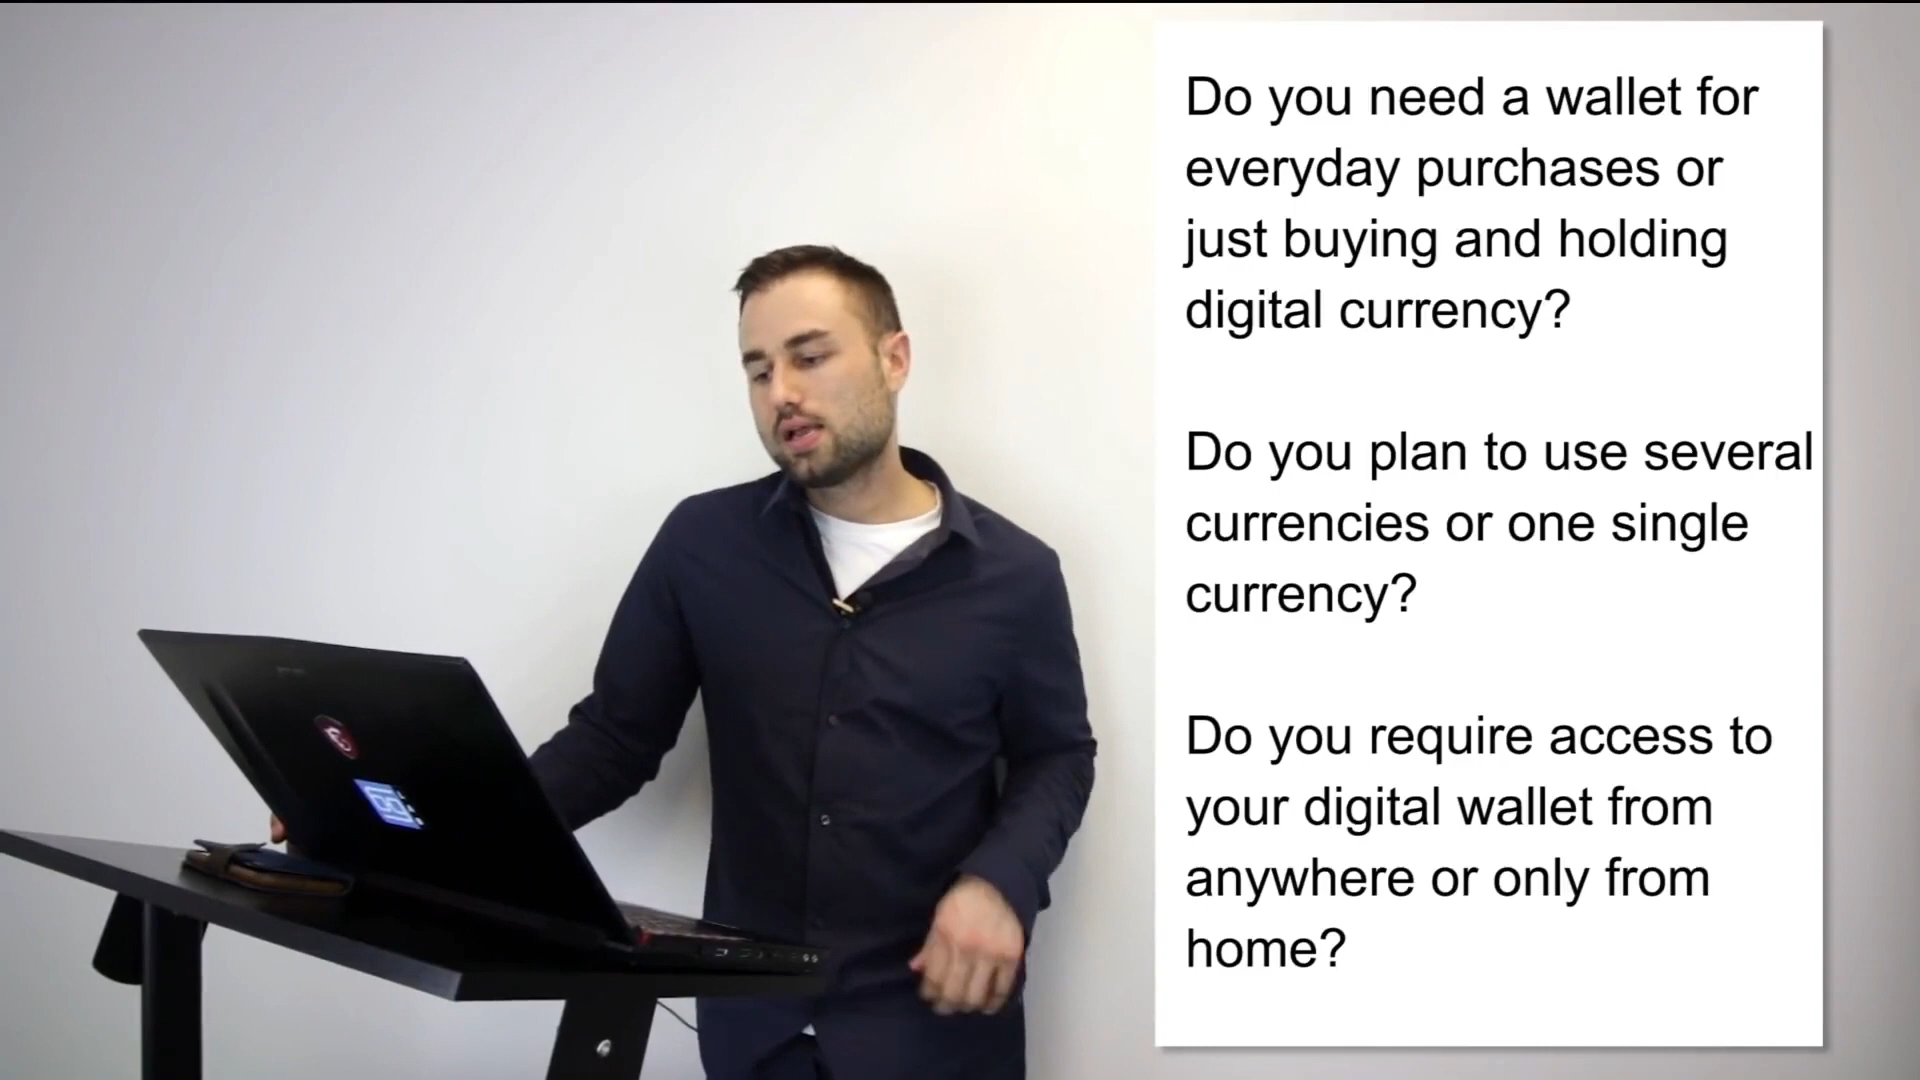 Do you need a wallet for
everyday purchases or
just buying and holding
digital currency?
Do you plan to use several
currencies or one single
currency?
Do you require access to
your digital wallet from
anywhere or only from
home?